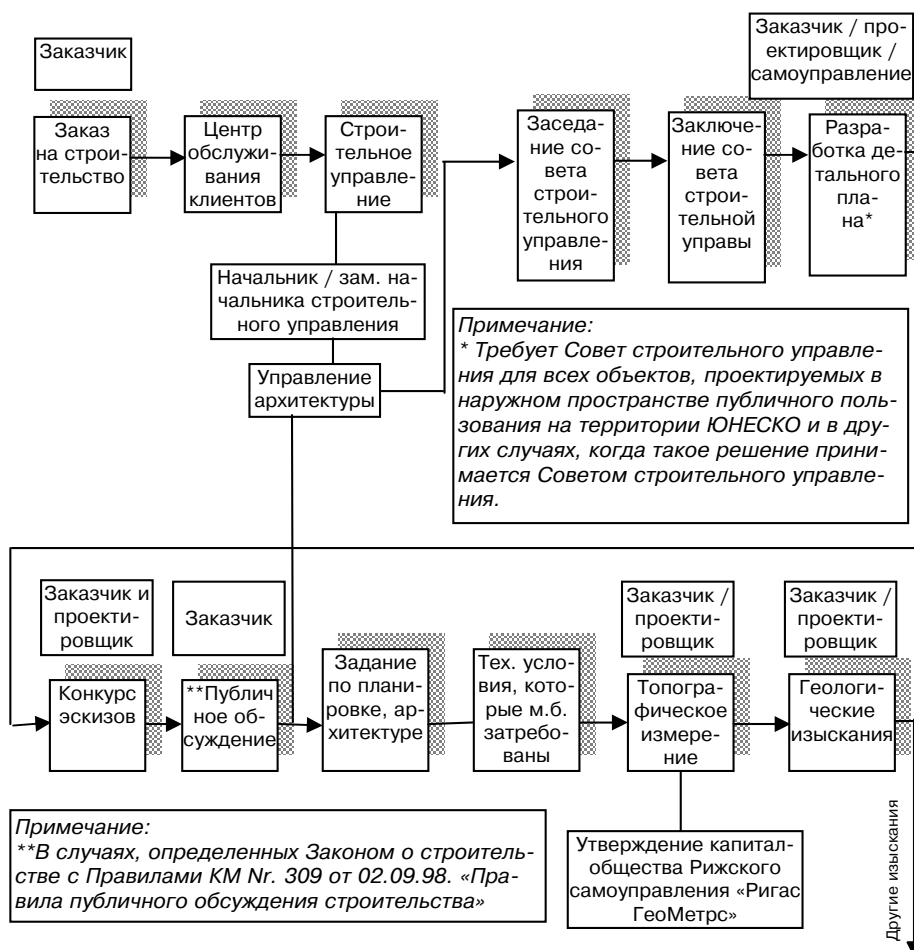 Заказчик
Заказчик / про-
ектировщик /
самоуправление
Заказ
на строи-
тельство
Центр
обслужи-
вания
клиентов
Строи-
тельное
управление
Заседа-
ние со-
вета
строи-
тельного
управле-
ния
Заключе-
ние со-
вета
строи-
тельной
управы
Разра-
ботка де-
тального
пла-
на*
Начальник / зам. на-
чальника строитель-
ного управления
Управление
архитектуры
Примечание:
* Требует Совет строительного управле-
ния для всех объектов, проектируемых в
наружном пространстве публичного поль-
зования на территории ЮНЕСКО и в дру-
гих случаях, когда такое решение прини-
мается Советом строительного управле-
ния.
Заказчик и
проекти-
ровщик
Заказчик
Заказчик /
проекти-
ровщик
Заказчик /
проекти-
ровщик
Конкурс
эскизов
**Публич
ное об-
суждение
Задание
по плани-
ровке, ар-
хитектуре
Тех. усло-
вия, кото-
рые м.б.
затребо-
ваны
Топогра-
фическое
измере-
ние
Геологи-
ческие
изыскания
Примечание:
**В случаях, определенных Законом о строитель-
стве с Правилами КМ Nr. 309 от 02.09.98. «Пра-
вила публичного обсуждения строительства»
Утверждение капитал-
общества Рижского
самоуправления «Ригас
ГеоМетрс»
Другие изыскания